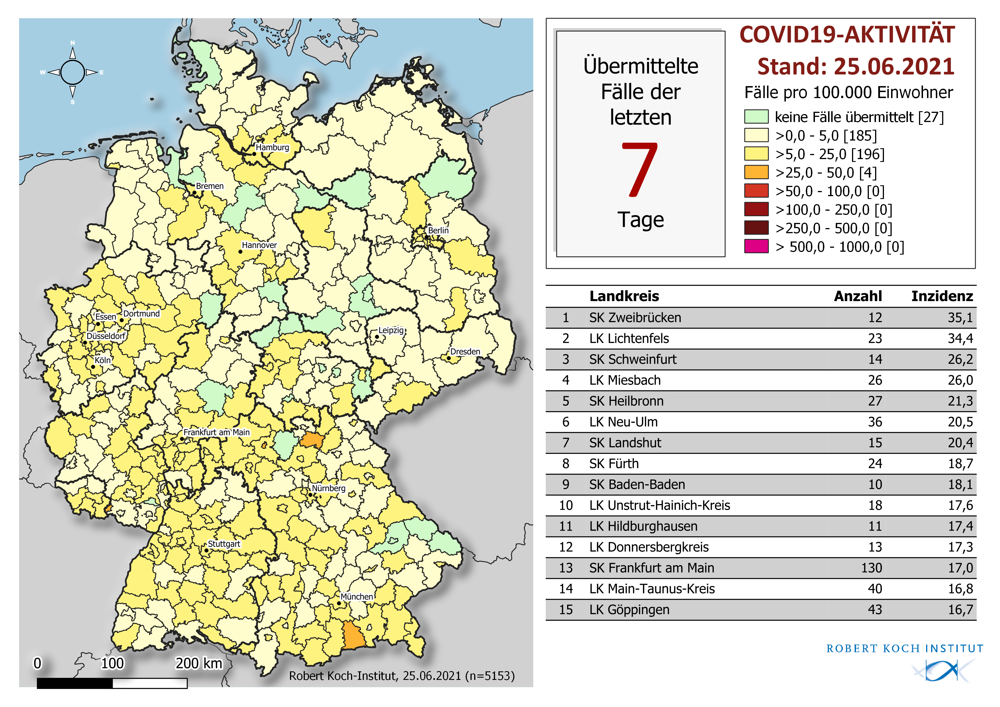 N
W E
S
Hamburg
Bremen
Berlin
Hannover
Essen
Dortmund
Düsseldorf
Leipzig
Köln
Dresden
Frankfurt am Main
Nürnberg
Stuttgart
München
0 100 200 km
Robert Koch-Institut, 25.06.2021 (n=5153)
Übermittelte
Fälle der
letzten
7
Tage
COVID19-AKTIVITÄT
Stand: 25.06.2021
Fälle pro 100.000 Einwohner
keine Fälle übermittelt [27]
>0,0 - 5,0 [185]
>5,0 - 25,0 [196]
>25,0 - 50,0 [4]
>50,0 - 100,0 [0]
>100,0 - 250,0 [0]
>250,0 - 500,0 [0]
> 500,0 - 1000,0 [0]
Landkreis Anzahl Inzidenz
1 SK Zweibrücken 12 35,1
2 LK Lichtenfels 23 34,4
3 SK Schweinfurt 14 26,2
4 LK Miesbach 26 26,0
5 SK Heilbronn 27 21,3
6 LK Neu-Ulm 36 20,5
7 SK Landshut 15 20,4
8 SK Fürth 24 18,7
9 SK Baden-Baden 10 18,1
10 LK Unstrut-Hainich-Kreis 18 17,6
11 LK Hildburghausen 11 17,4
12 LK Donnersbergkreis 13 17,3
13 SK Frankfurt am Main 130 17,0
14 LK Main-Taunus-Kreis 40 16,8
15 LK Göppingen 43 16,7
ROBERT KOCH INSTITUT